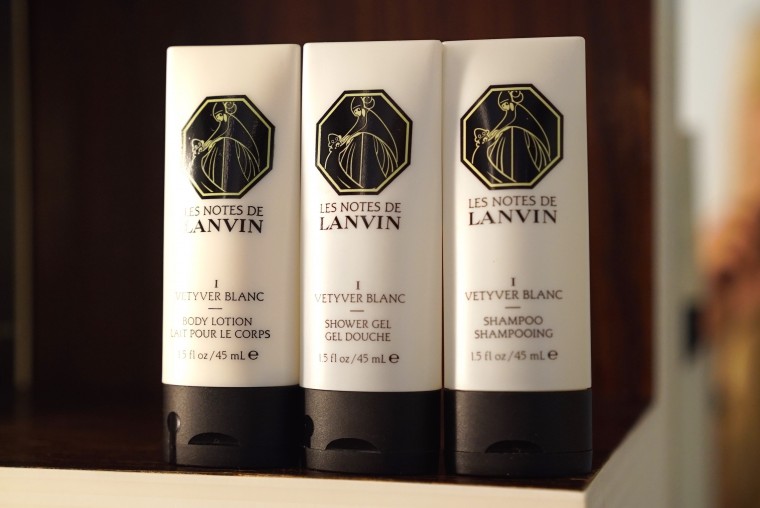 LES NOTES DE
LANVIN
I
VETYVER BLANC
BODY LOTION
LAIT POUR LE CORPS
1.5 fl oz / 45 mL e
LES NOTES DE
LANVIN
I
VETYVER BLANC
SHOWER GEL
GEL DOUCHE
1.5 fl oz / 45 mL e
LES NOTES DE
LANVIN
I
VETYVER BLANC
SHAMPOO
SHAMPOOING
1.5 fl oz / 45 mL e